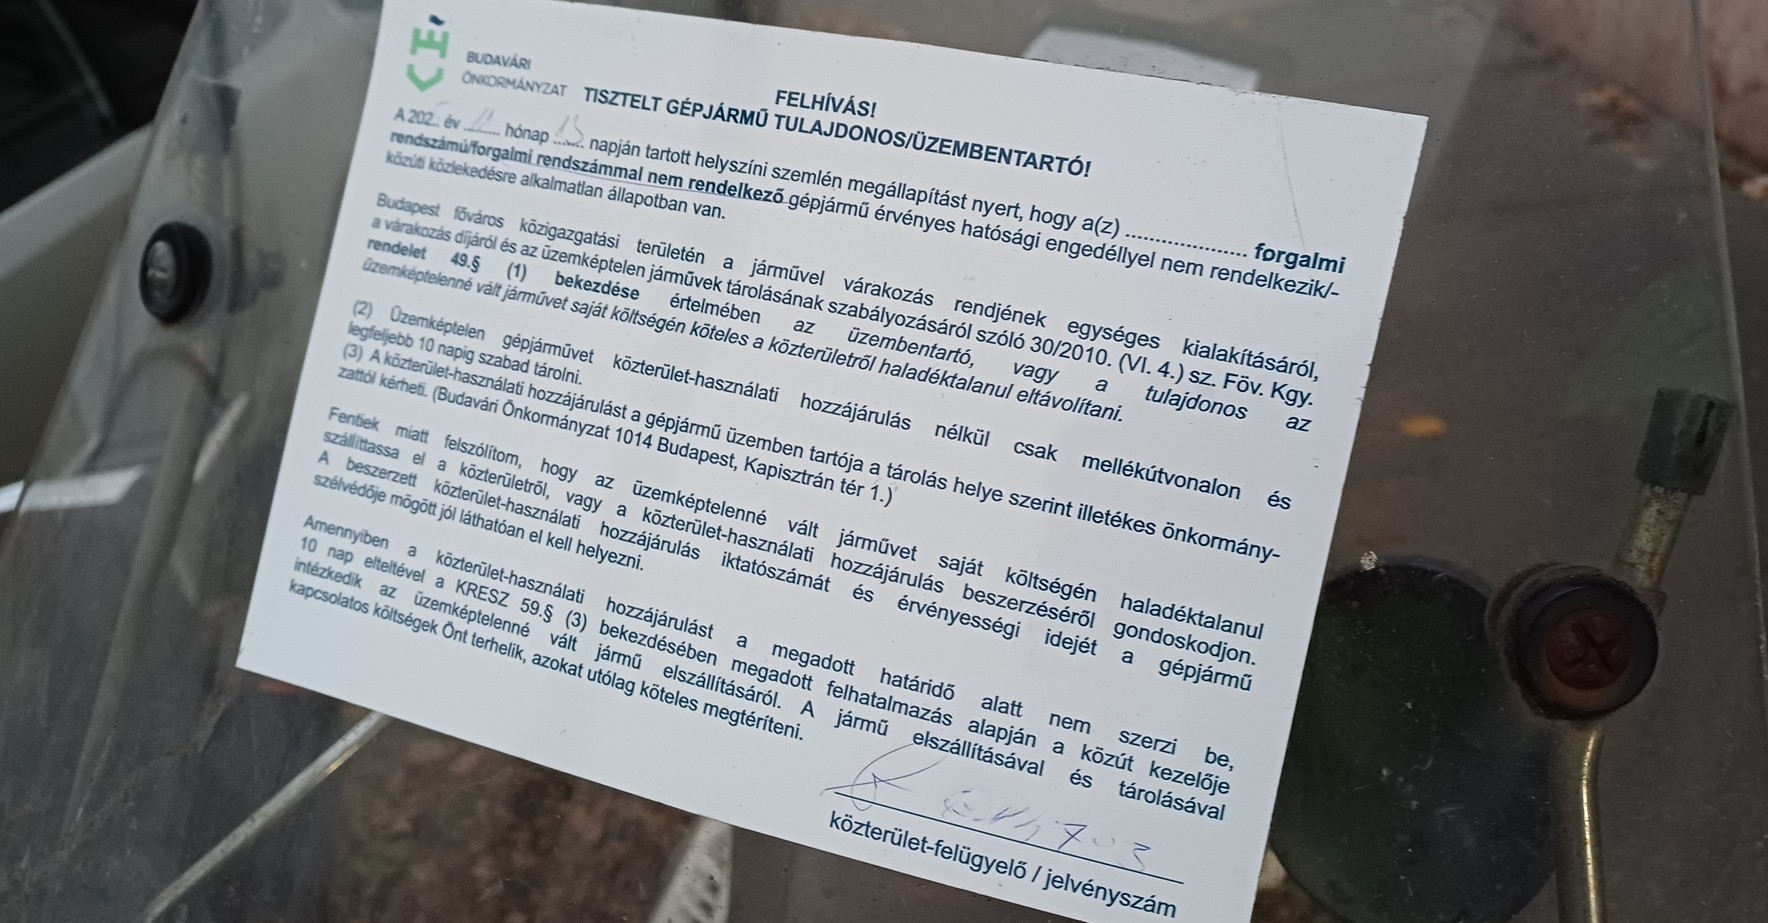 BUDAVÁRI
ÖNKORMÁNYZAT
FELHÍVÁS!
TISZTELT GÉPJÁRMŰ TULAJDONOS/ÜZEMBENTARTÓ!
A 202.. év 11 hónap 13 napján tartott helyszíni szemlén megállapítást nyert, hogy a(z) .................... forgalmi
rendszámú/forgalmi rendszámmal nem rendelkező gépjármű érvényes hatósági engedéllyel nem rendelkezik/-
közúti közlekedésre alkalmatlan állapotban van.
Budapest főváros közigazgatási területén a járművel várakozás rendjének egységes kialakításáról,
a várakozás díjáról és az üzemképtelen járművek tárolásának szabályozásáról szóló 30/2010. (VI. 4.) sz. Föv. Kgy.
rendelet 49.§ (1) bekezdése értelmében az üzembentartó, vagy a tulajdonos az
üzemképtelenné vált járművet saját költségén köteles a közterületről haladéktalanul eltávolítani.
(2) Üzemképtelen gépjárművet közterület-használati hozzájárulás nélkül csak mellékútvonalon és
legfeljebb 10 napig szabad tárolni.
(3) A közterület-használati hozzájárulást a gépjármű üzemben tartója a tárolás helye szerint illetékes önkormány-
zattól kérheti. (Budavári Önkormányzat 1014 Budapest, Kapisztrán tér 1.)
Fentiek miatt felszólítom, hogy az üzemképtelenné vált járművet saját költségén haladéktalanul
szállíttassa el a közterületről, vagy a közterület-használati hozzájárulás beszerzéséről gondoskodjon.
A beszerzett közterület-használati hozzájárulás iktatószámát és érvényességi idejét a gépjármű
szélvédője mögött jól láthatóan el kell helyezni.
Amennyiben a közterület-használati hozzájárulást a megadott határidő alatt nem szerzi be,
10 nap elteltével a KRESZ 59.§ (3) bekezdésében megadott felhatalmazás alapján a közút kezelője
intézkedik az üzemképtelenné vált jármű elszállításáról. A jármű elszállításával és tárolásával
kapcsolatos költségek Önt terhelik, azokat utólag köteles megtéríteni.
közterület-felügyelő / jelvényszám